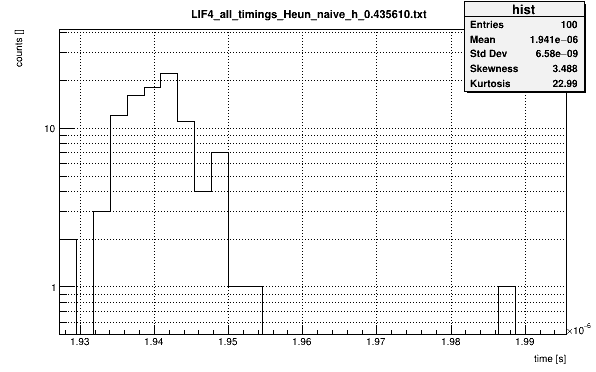 LIF4_all_timings_Heun_naive_h_0.435610.txt
hist
Entries 100
Mean 1.941e−06
Std Dev 6.58e−09
Skewness 3.488
Kurtosis 22.99
counts []
10
1
1.93 1.94 1.95 1.96 1.97 1.98 1.99
×10⁻⁶
time [s]